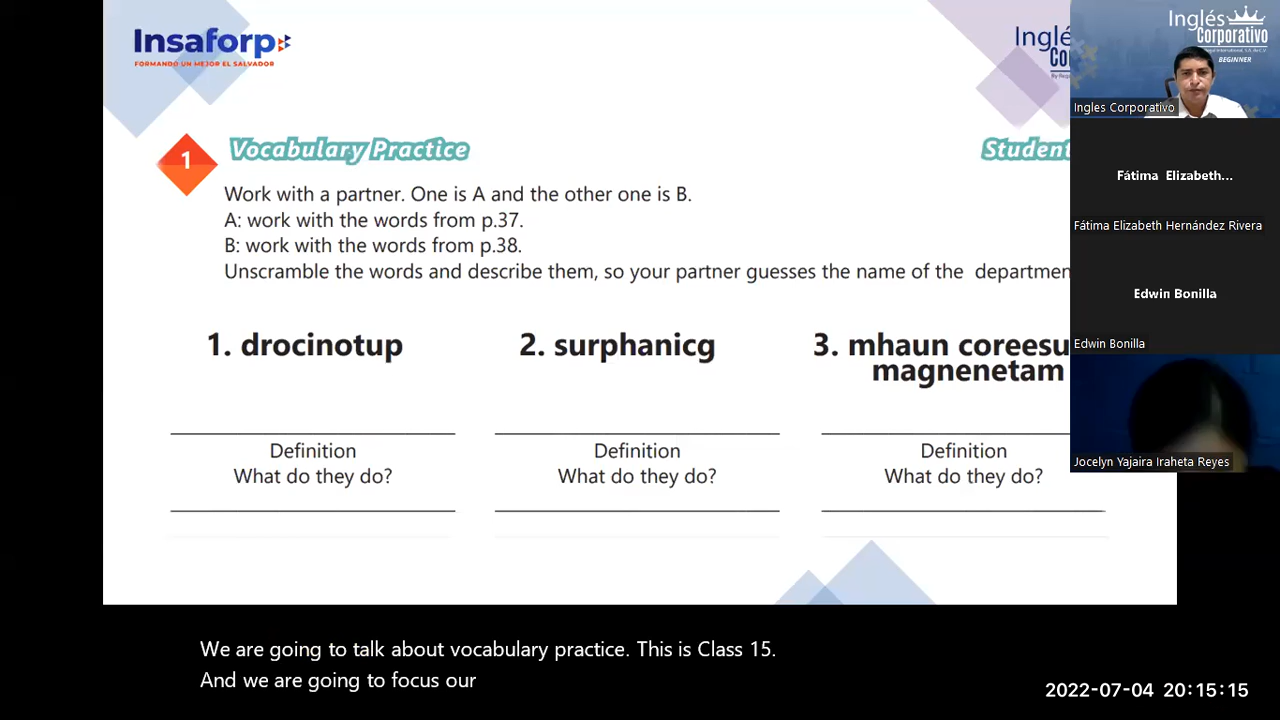 Insaforp
FORMANDO UN MEJOR EL SALVADOR
Inglé
Co
1
Vocabulary Practice
Student
Work with a partner. One is A and the other one is B.
A: work with the words from p.37.
B: work with the words from p.38.
Unscramble the words and describe them, so your partner guesses the name of the departmen
1. drocinotup
2. surphanicg
3. mhaun coreesu
magnenetam
Definition
What do they do?
Definition
What do they do?
Definition
What do they do?
Inglés
Corporativo
BEGINNER
Ingles Corporativo
Fátima Elizabeth...
Fátima Elizabeth Hernández Rivera
Edwin Bonilla
Edwin Bonilla
Jocelyn Yajaira Iraheta Reyes
We are going to talk about vocabulary practice. This is Class 15.
And we are going to focus our
2022-07-04 20:15:15